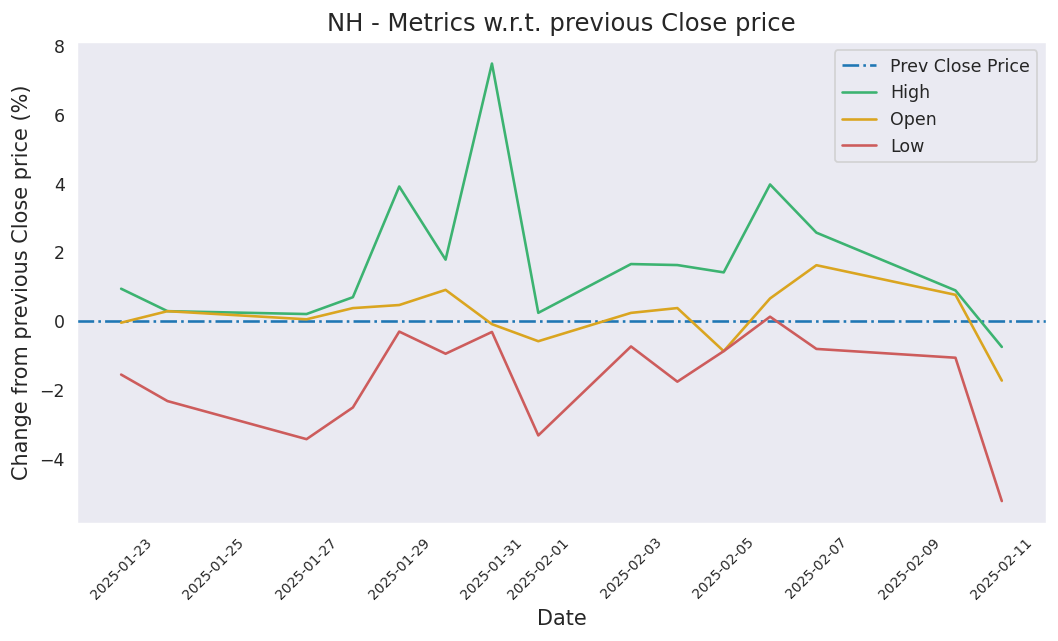 NH - Metrics w.r.t. previous Close price
Change from previous Close price (%)
8
6
4
2
0
−2
−4
Prev Close Price
High
Open
Low
2025-01-23
2025-01-25
2025-01-27
2025-01-29
2025-01-31
2025-02-01
2025-02-03
2025-02-05
2025-02-07
2025-02-09
2025-02-11
Date